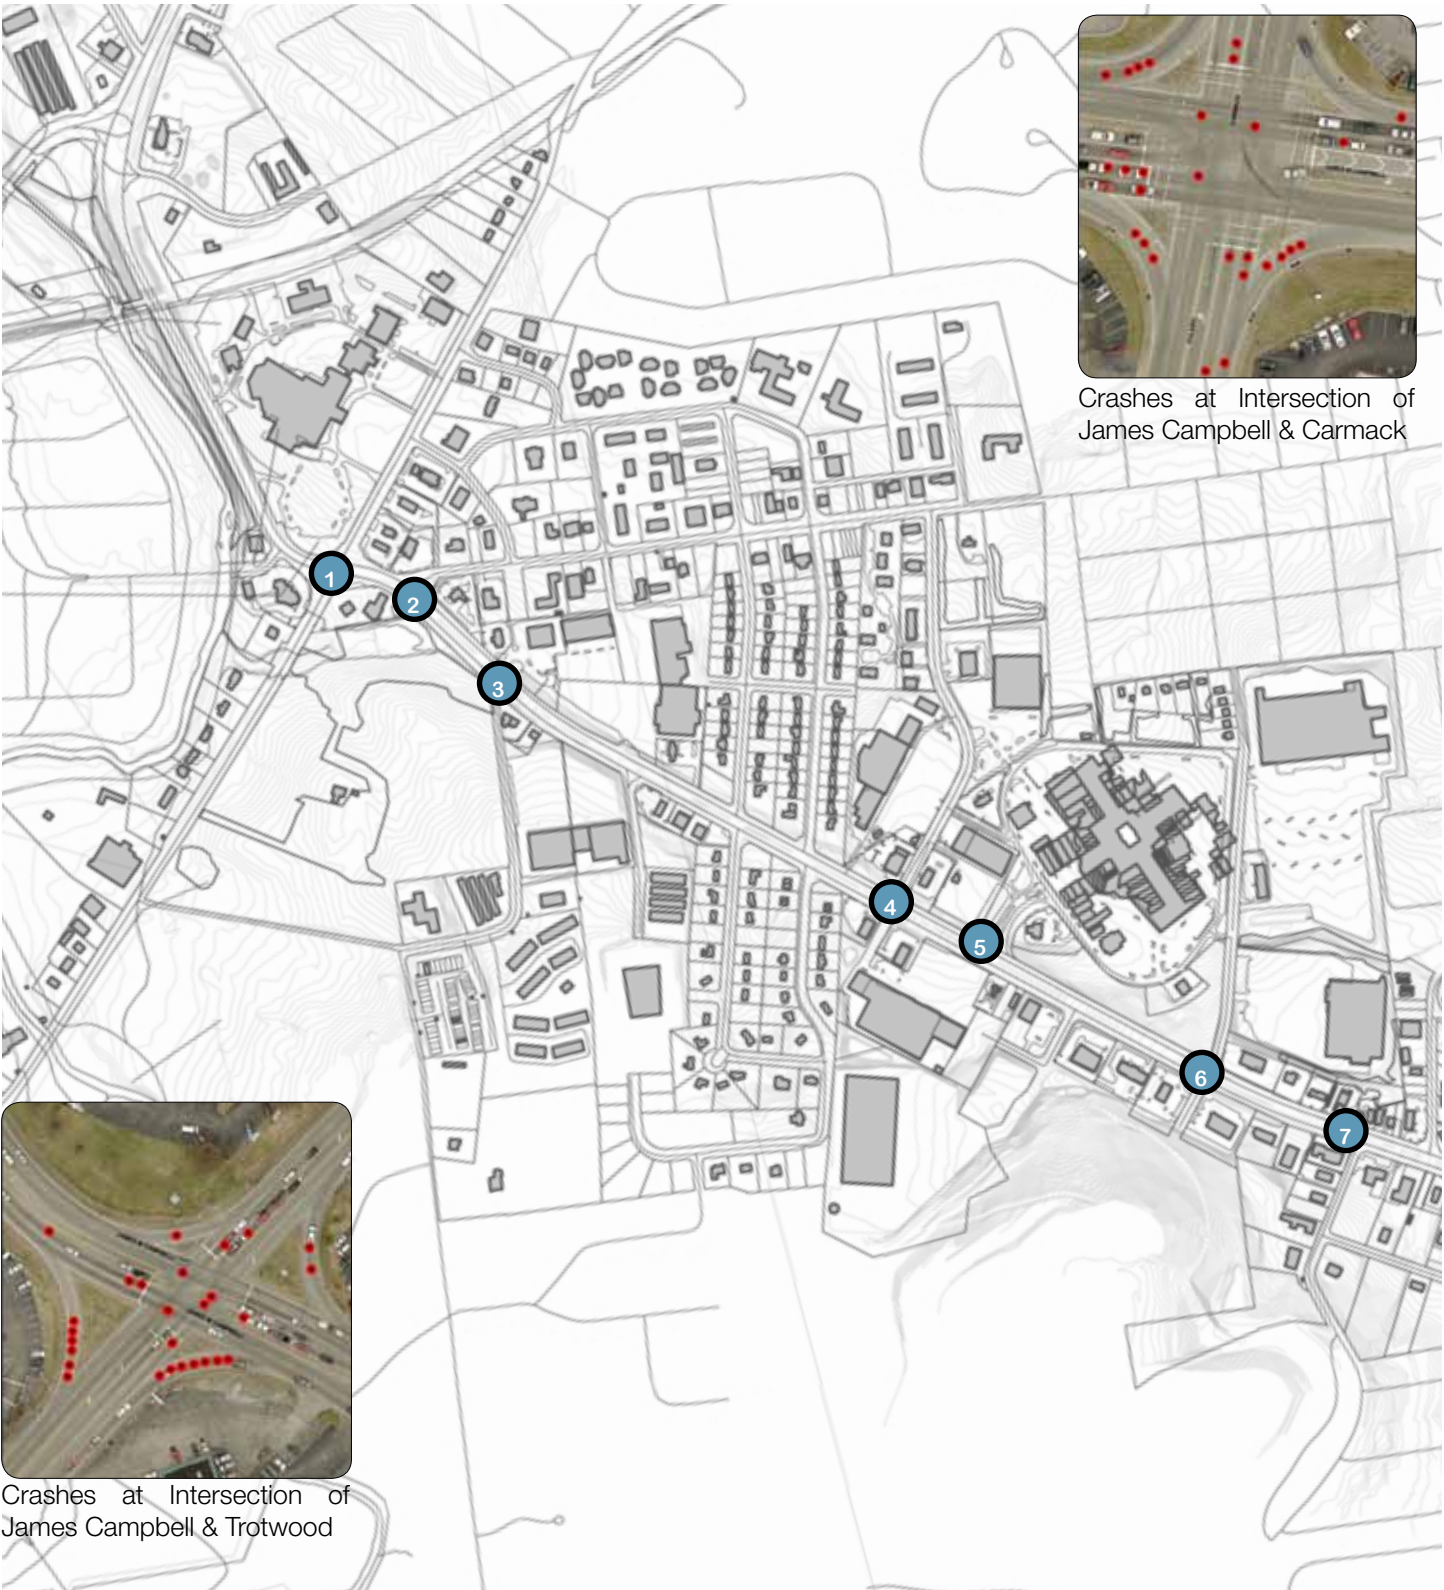 Crashes at Intersection of
James Campbell & Carmack
1
2
3
4
5
6
7
Crashes at Intersection of
James Campbell & Trotwood